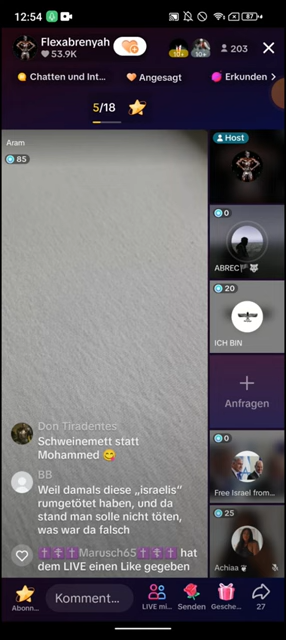 12:54
87
Flexabrenyah
53.9K
10+
10+
203
Chatten und Int...
Angesagt
Erkunden
5/18
Aram
85
Host
0
ABREC
20
ICH BIN
Anfragen
0
Free Israel from...
25
Achiaa
Don Tiradentes
Schweinemett statt
Mohammed
BB
Weil damals diese „israelis“
rumgetötet haben, und da
stand man solle nicht töten,
was war da falsch
Marusch65 hat
dem LIVE einen Like gegeben
Abonn...
Komment...
LIVE mi...
Senden
Gesche...
27